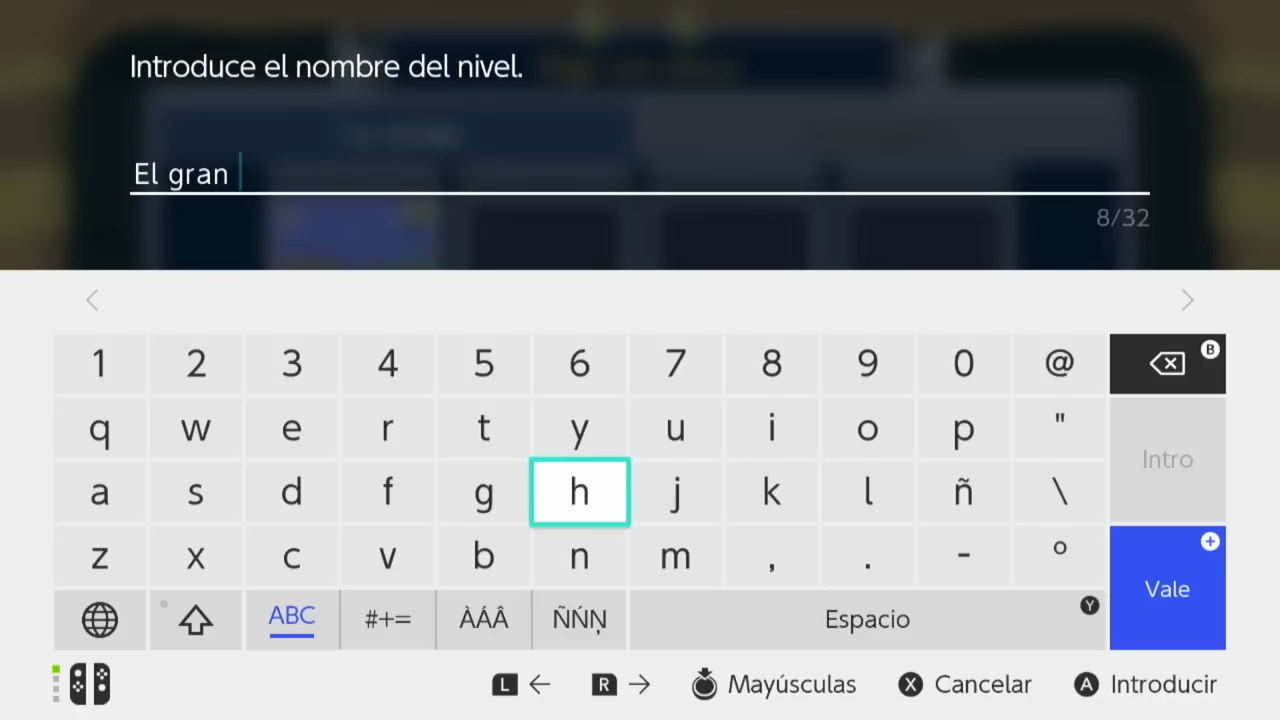 Introduce el nombre del nivel.
El gran
8/32
1 2 3 4 5 6 7 8 9 0 @ B
q w e r t y u i o p "
Intro
a s d f g h j k l ñ \
z x c v b n m , . - º
+
Vale
ABC #+= ÀÁÂ ÑŃŅ Espacio Y
L ← R → Mayúsculas X Cancelar A Introducir